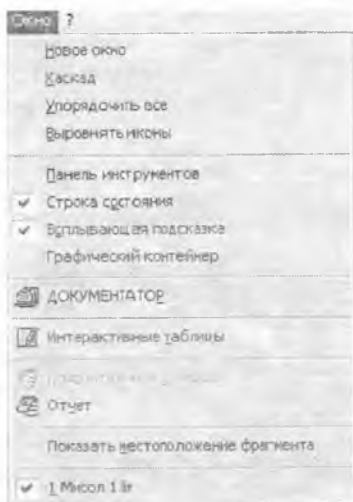 Окно ?
Новое окно
Каскад
Упорядочить все
Выровнять иконы
Панель инструментов
Строка состояния
Всплывающая подсказка
Графический контейнер
ДОКУМЕНТАТОР
Интерактивные таблицы
Отчет
Показать местоположение фрагмента
1 Мисол 1.lir